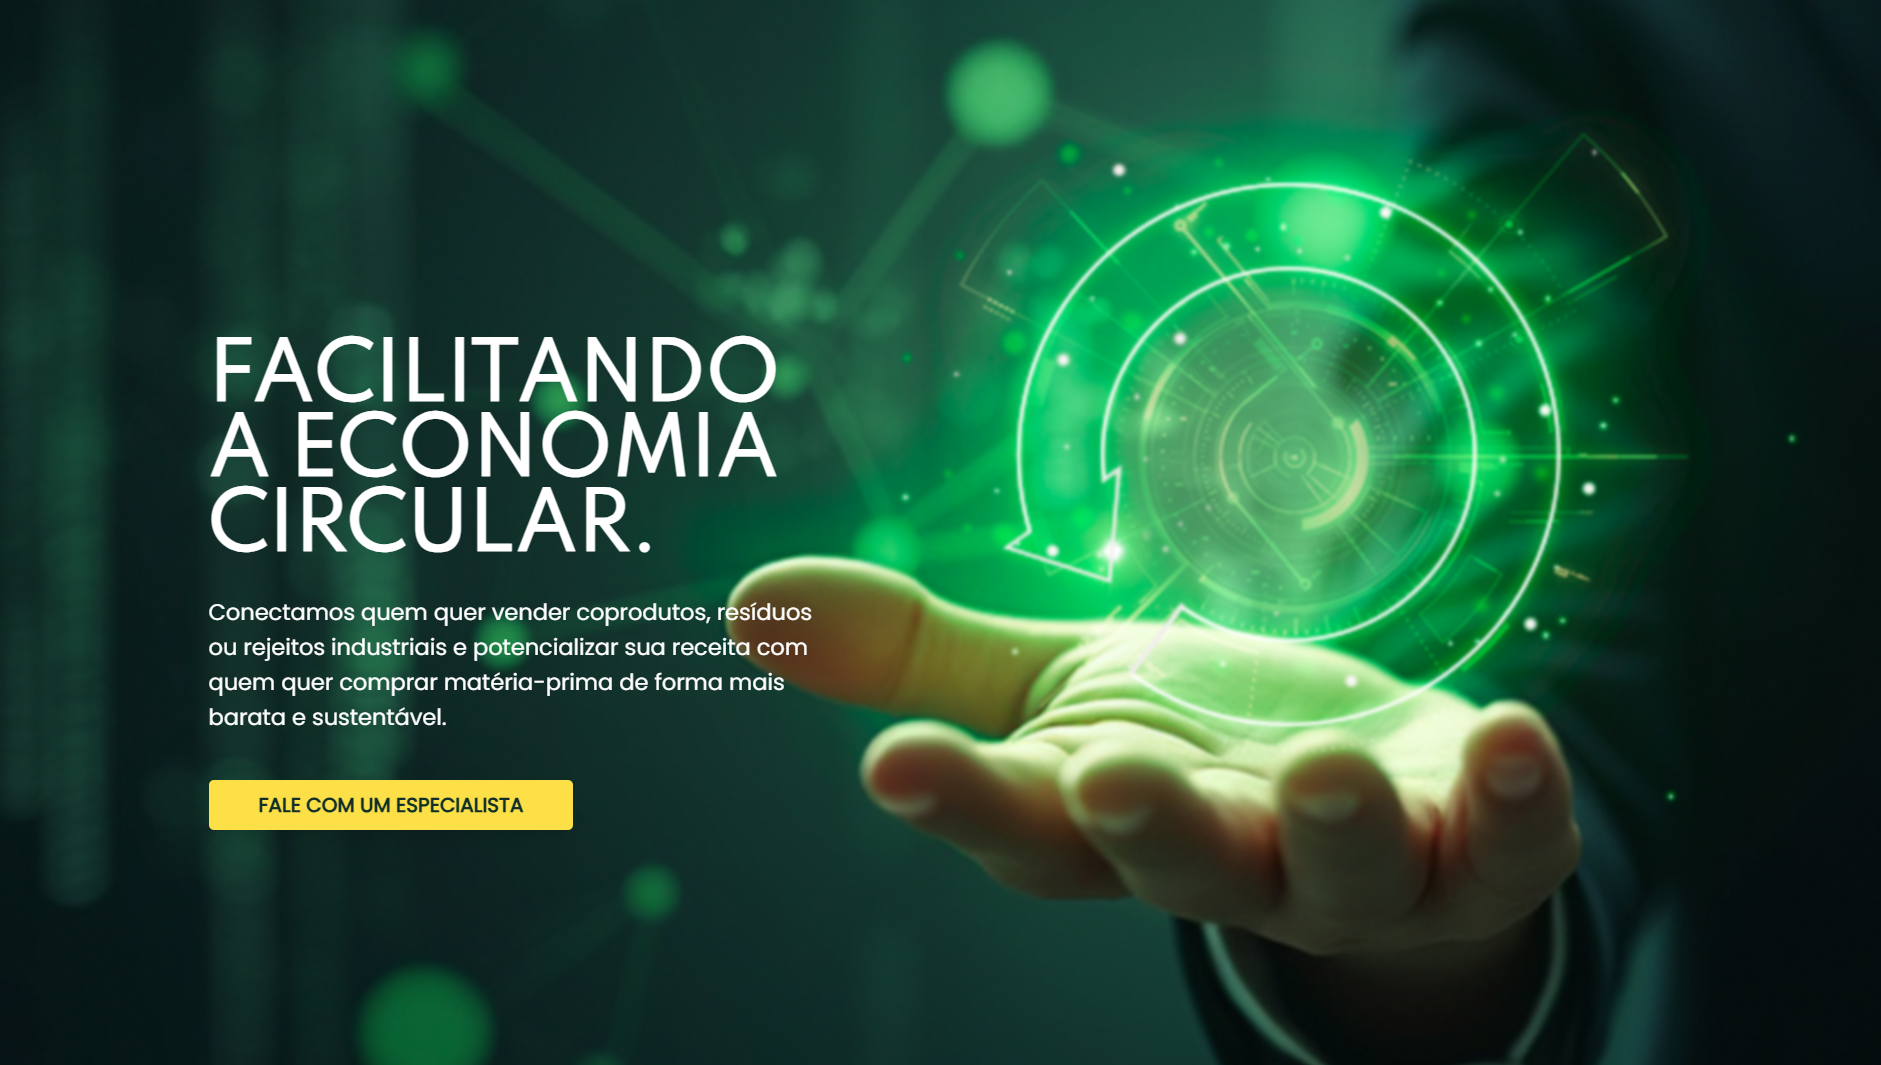 FACILITANDO
A ECONOMIA
CIRCULAR.
Conectamos quem quer vender coprodutos, resíduos
ou rejeitos industriais e potencializar sua receita com
quem quer comprar matéria-prima de forma mais
barata e sustentável.
FALE COM UM ESPECIALISTA